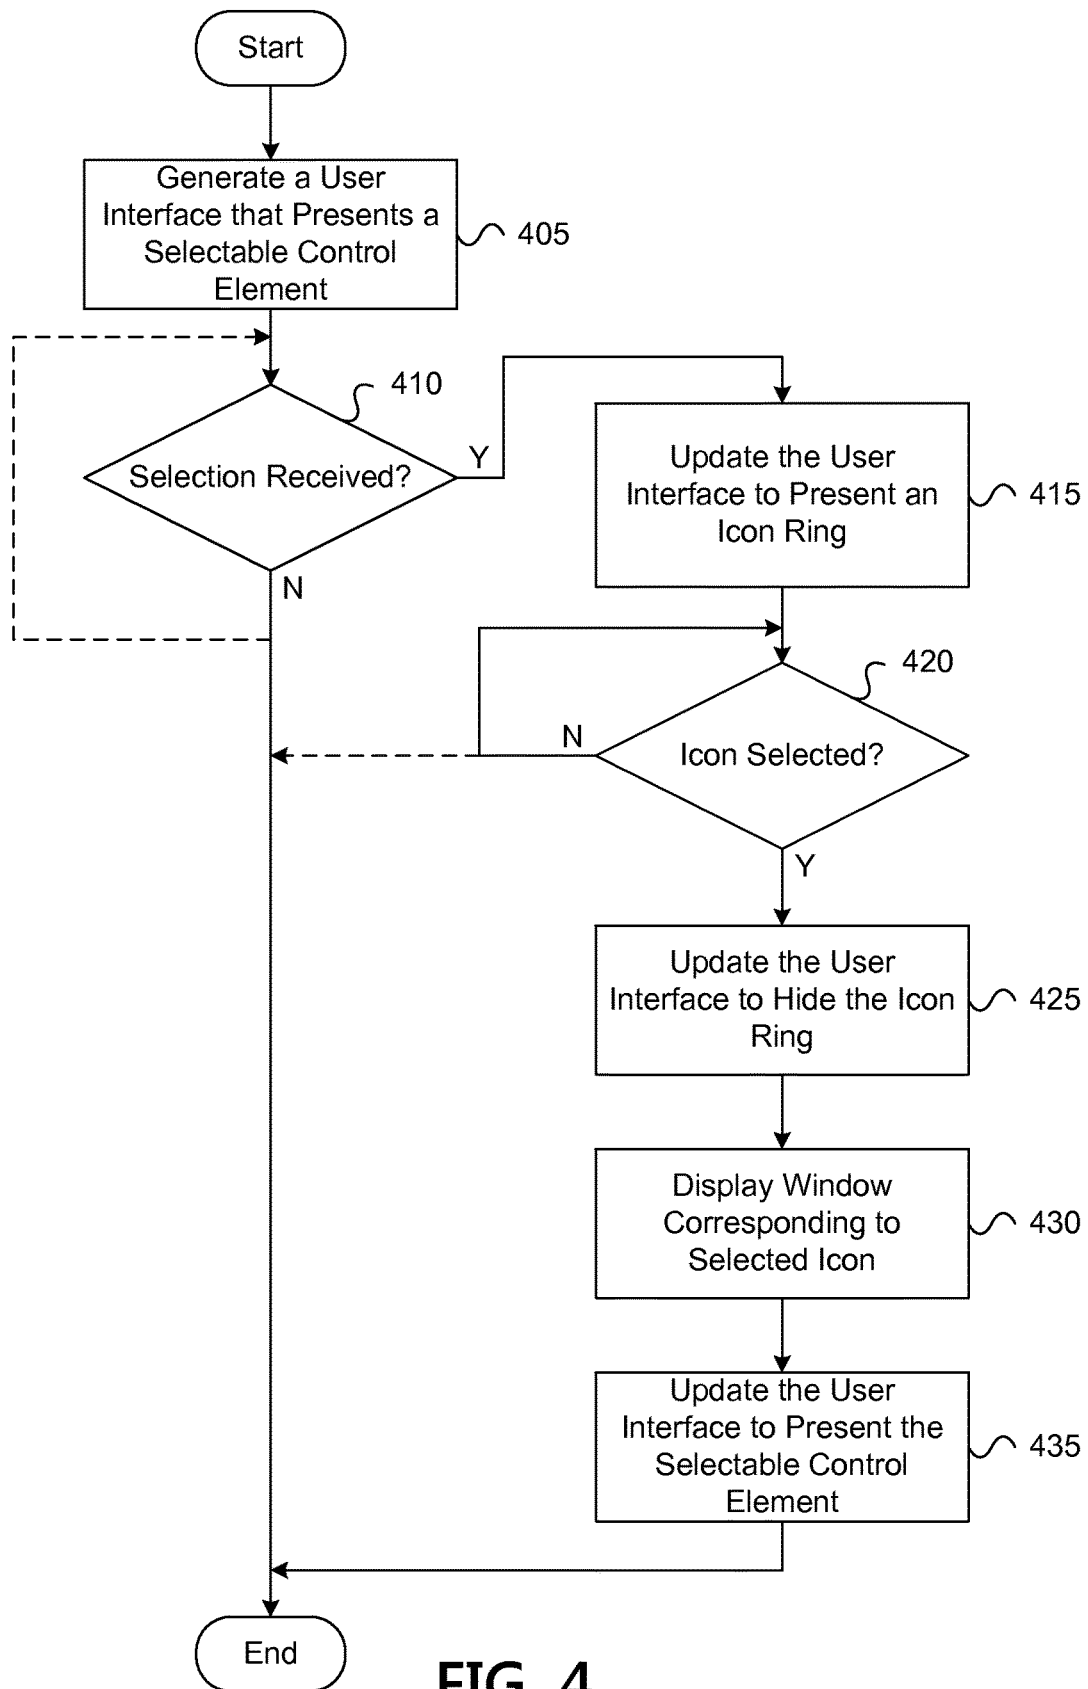 Start
Generate a User
Interface that Presents a
Selectable Control
Element
405
410
Selection Received?
Y
N
Update the User
Interface to Present an
Icon Ring
415
420
Icon Selected?
N
Y
Update the User
Interface to Hide the Icon
Ring
425
Display Window
Corresponding to
Selected Icon
430
Update the User
Interface to Present the
Selectable Control
Element
435
End
FIG. 4